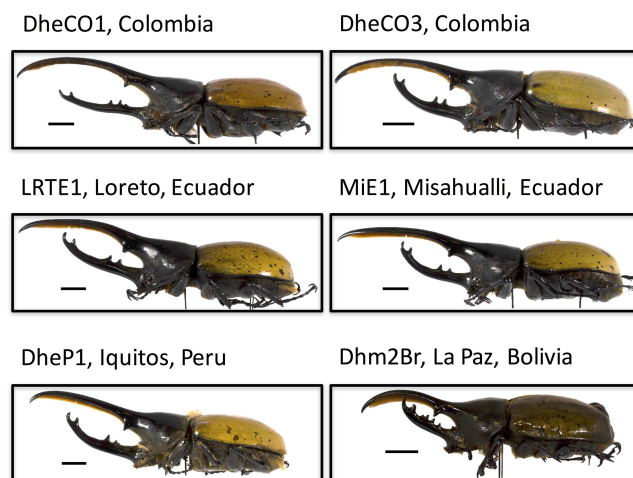 DheCO1, Colombia
DheCO3, Colombia
LRTE1, Loreto, Ecuador
MiE1, Misahualli, Ecuador
DheP1, Iquitos, Peru
Dhm2Br, La Paz, Bolivia